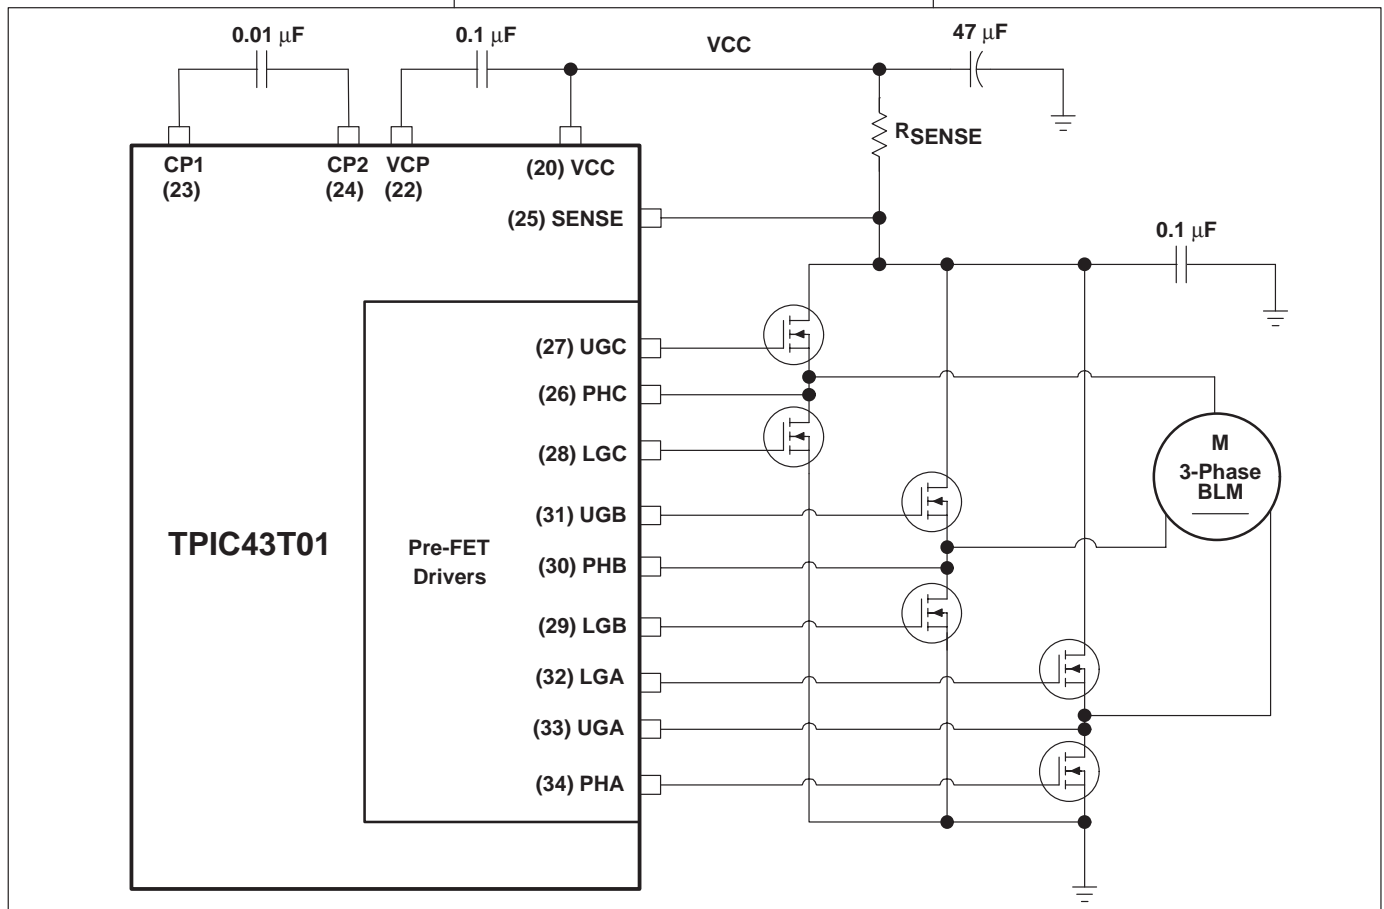 0.01 μF
0.1 μF
VCC
47 μF
RSENSE
CP1
(23)
CP2
(24)
VCP
(22)
(20) VCC
(25) SENSE
0.1 μF
(27) UGC
(26) PHC
(28) LGC
M
3-Phase
BLM
(31) UGB
TPIC43T01
Pre-FET
Drivers
(30) PHB
(29) LGB
(32) LGA
(33) UGA
(34) PHA